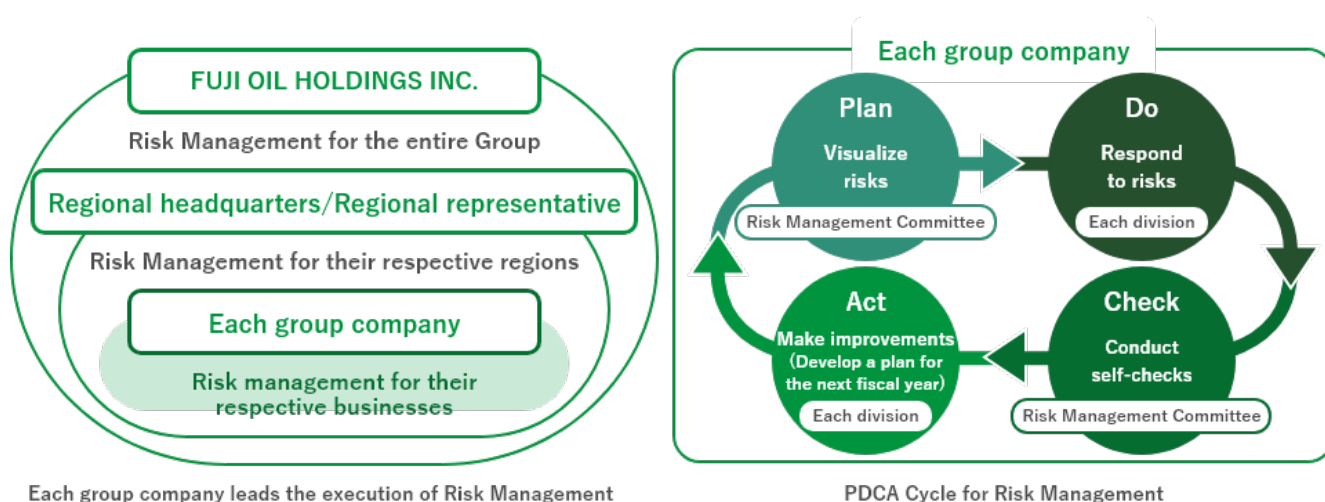 FUJI OIL HOLDINGS INC.
Risk Management for the entire Group
Regional headquarters/Regional representative
Risk Management for their respective regions
Each group company
Risk management for their
respective businesses
Each group company leads the execution of Risk Management
Each group company
Plan
Visualize
risks
Risk Management Committee
Do
Respond
to risks
Each division
Act
Make improvements
(Develop a plan for
the next fiscal year)
Each division
Check
Conduct
self-checks
Risk Management Committee
PDCA Cycle for Risk Management